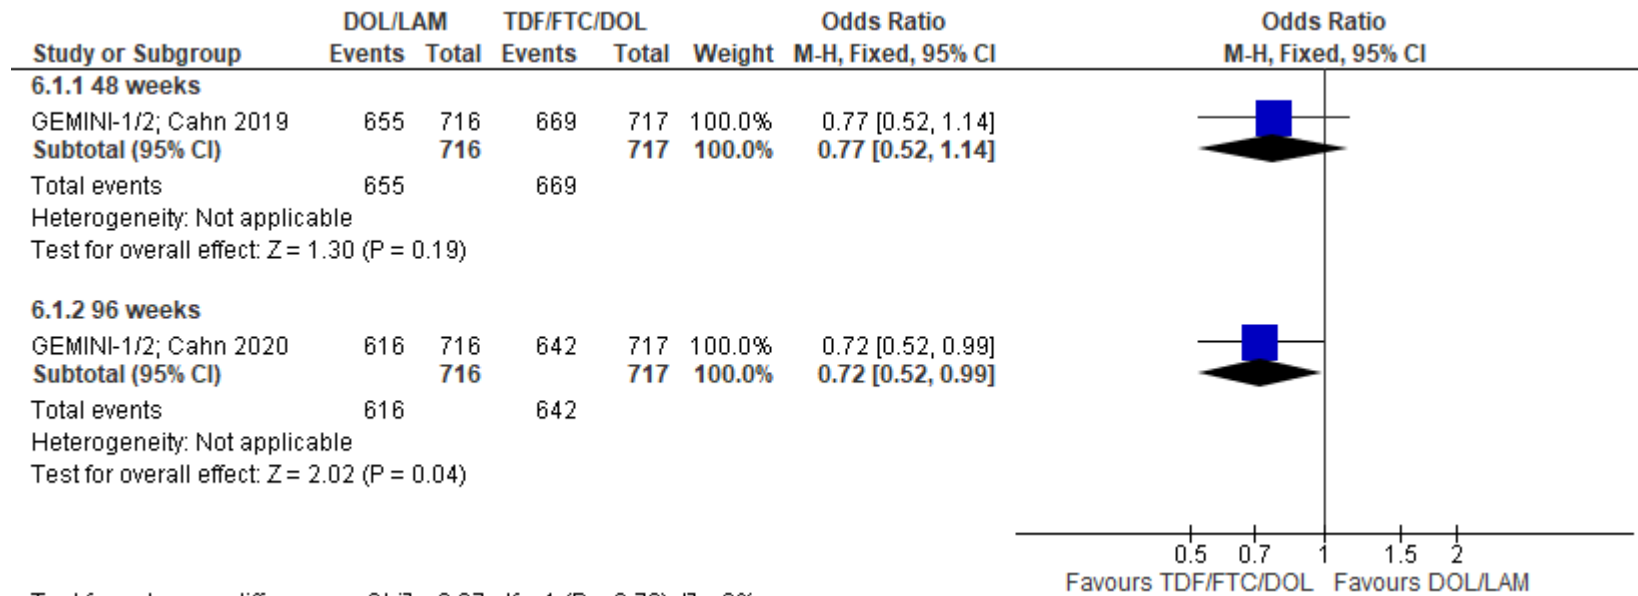 DOL/LAM TDF/FTC/DOL Odds Ratio Odds Ratio
Study or Subgroup Events Total Events Total Weight M-H, Fixed, 95% CI M-H, Fixed, 95% CI
6.1.1 48 weeks
GEMINI-1/2; Cahn 2019 655 716 669 717 100.0% 0.77 [0.52, 1.14]
Subtotal (95% CI) 716 717 100.0% 0.77 [0.52, 1.14]
Total events 655 669
Heterogeneity: Not applicable
Test for overall effect: Z = 1.30 (P = 0.19)
6.1.2 96 weeks
GEMINI-1/2; Cahn 2020 616 716 642 717 100.0% 0.72 [0.52, 0.99]
Subtotal (95% CI) 716 717 100.0% 0.72 [0.52, 0.99]
Total events 616 642
Heterogeneity: Not applicable
Test for overall effect: Z = 2.02 (P = 0.04)
0.5 0.7 1 1.5 2
Favours TDF/FTC/DOL Favours DOL/LAM